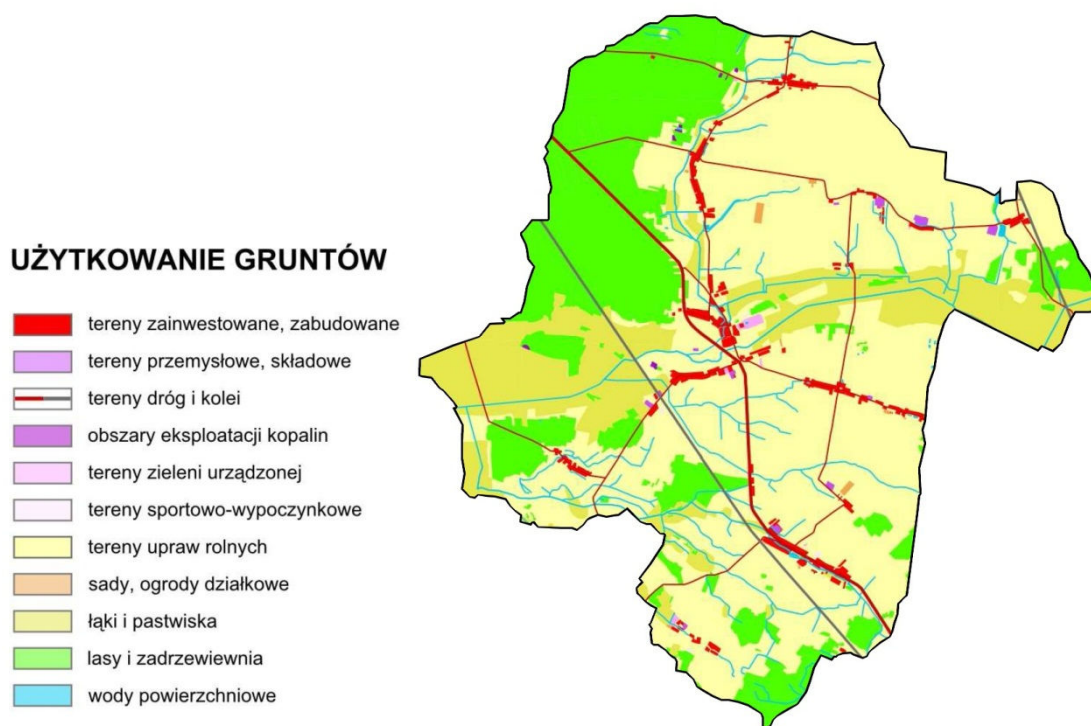 UŻYTKOWANIE GRUNTÓW
tereny zainwestowane, zabudowane
tereny przemysłowe, składowe
tereny dróg i kolei
obszary eksploatacji kopalin
tereny zieleni urządzonej
tereny sportowo-wypoczynkowe
tereny upraw rolnych
sady, ogrody działkowe
łąki i pastwiska
lasy i zadrzewiewnia
wody powierzchniowe